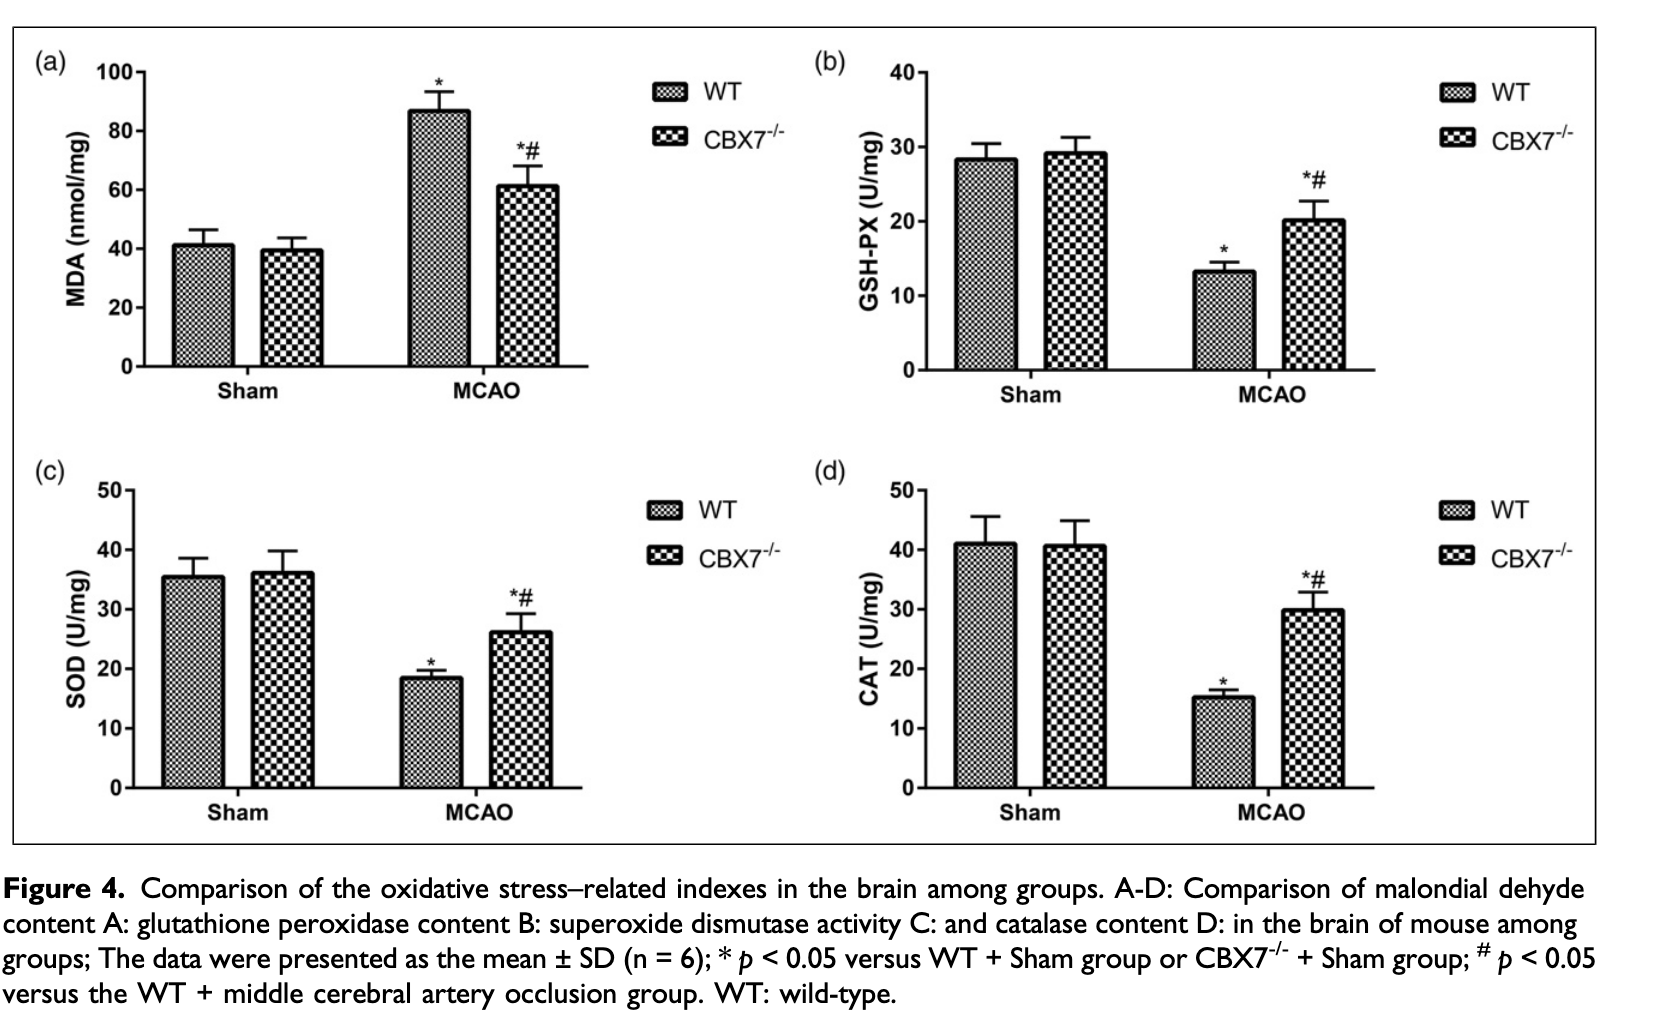 (a)
100
80
60
40
20
0
MDA (nmol/mg)
*
*#
Sham
MCAO
WT
CBX7-/-
(b)
40
30
20
10
0
GSH-PX (U/mg)
*
*#
Sham
MCAO
WT
CBX7-/-
(c)
50
40
30
20
10
0
SOD (U/mg)
*
*#
Sham
MCAO
WT
CBX7-/-
(d)
50
40
30
20
10
0
CAT (U/mg)
*
*#
Sham
MCAO
WT
CBX7-/-
Figure 4. Comparison of the oxidative stress–related indexes in the brain among groups. A-D: Comparison of malondial dehyde
content A: glutathione peroxidase content B: superoxide dismutase activity C: and catalase content D: in the brain of mouse among
groups; The data were presented as the mean ± SD (n = 6); * p < 0.05 versus WT + Sham group or CBX7-/- + Sham group; # p < 0.05
versus the WT + middle cerebral artery occlusion group. WT: wild-type.